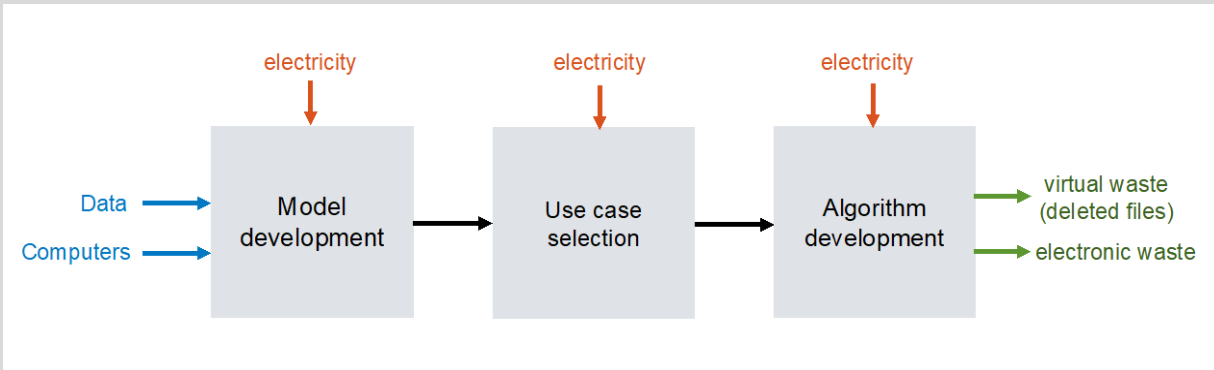 electricity
electricity
electricity
Data
Computers
Model
development
Use case
selection
Algorithm
development
virtual waste
(deleted files)
electronic waste